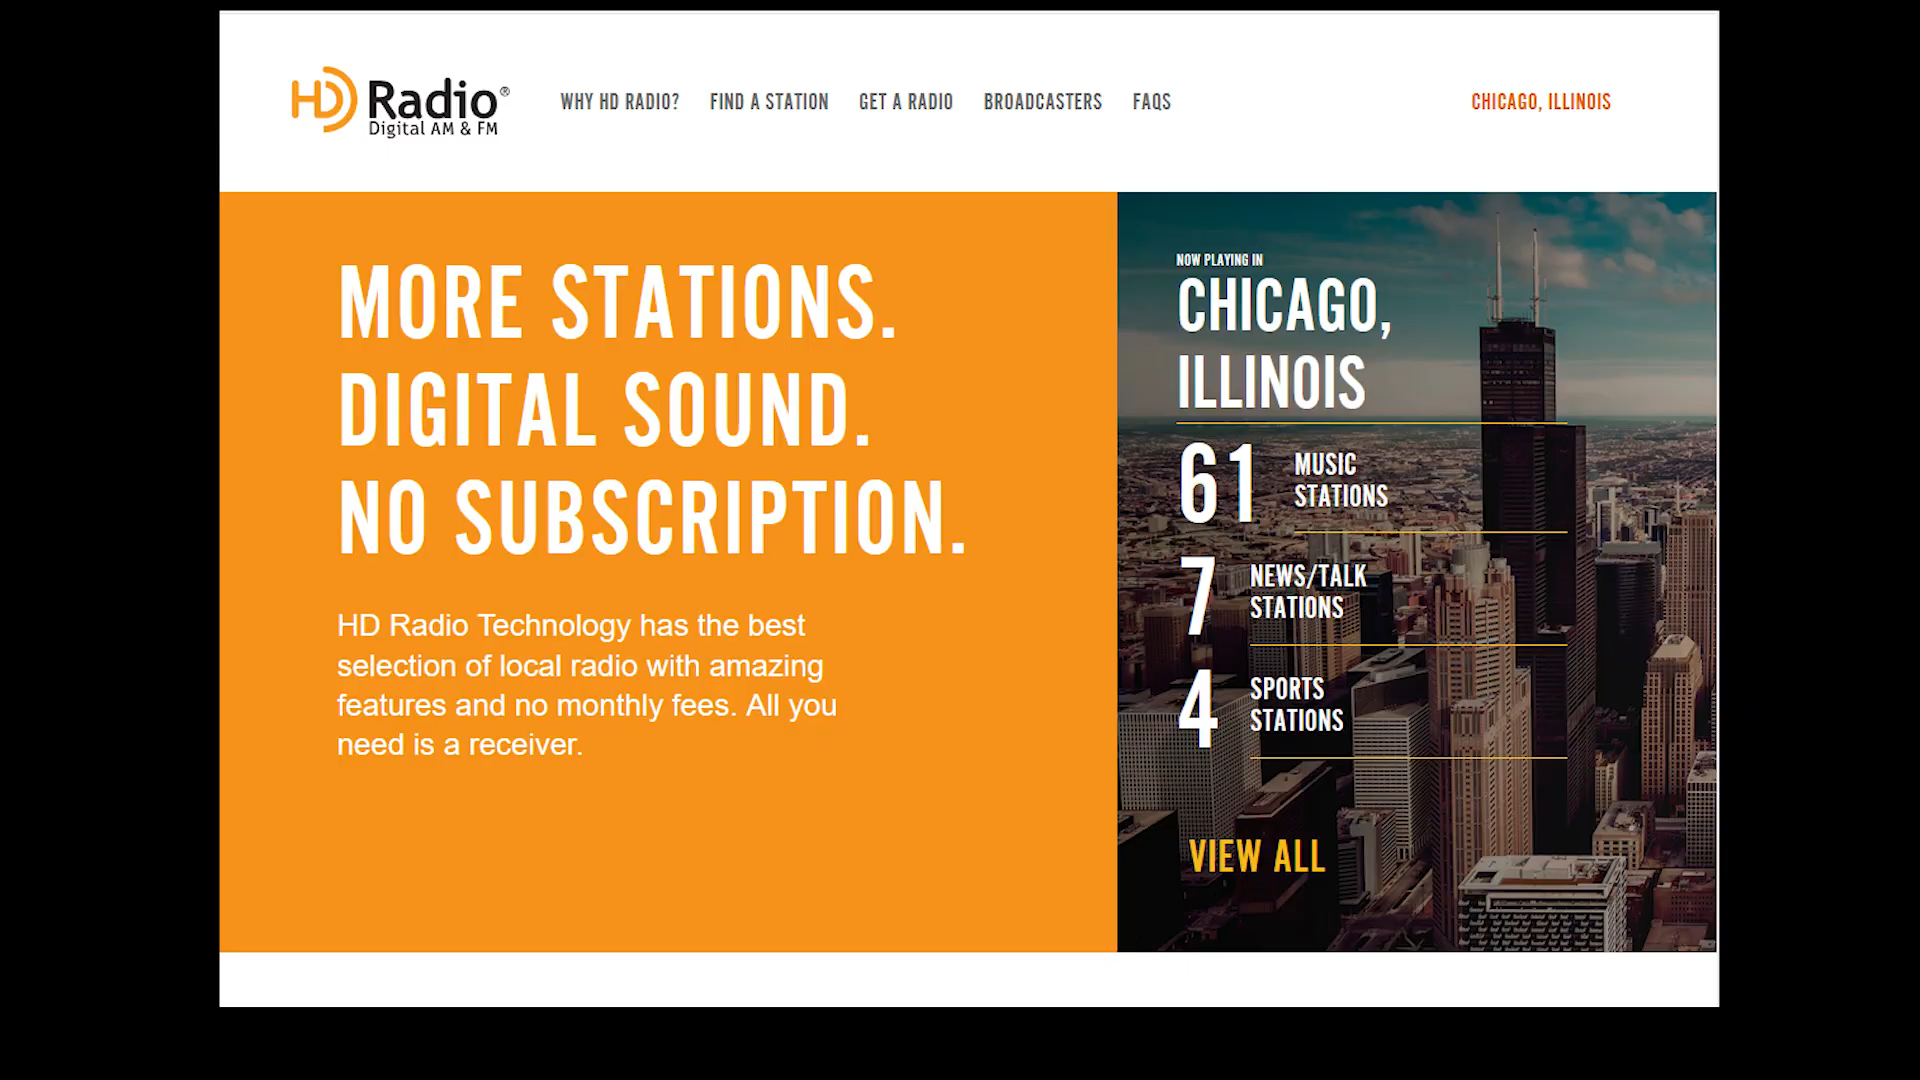 HD Radio®
Digital AM & FM
WHY HD RADIO?
FIND A STATION
GET A RADIO
BROADCASTERS
FAQS
CHICAGO, ILLINOIS
MORE STATIONS.
DIGITAL SOUND.
NO SUBSCRIPTION.
HD Radio Technology has the best
selection of local radio with amazing
features and no monthly fees. All you
need is a receiver.
NOW PLAYING IN
CHICAGO,
ILLINOIS
61 MUSIC
STATIONS
7 NEWS/TALK
STATIONS
4 SPORTS
STATIONS
VIEW ALL